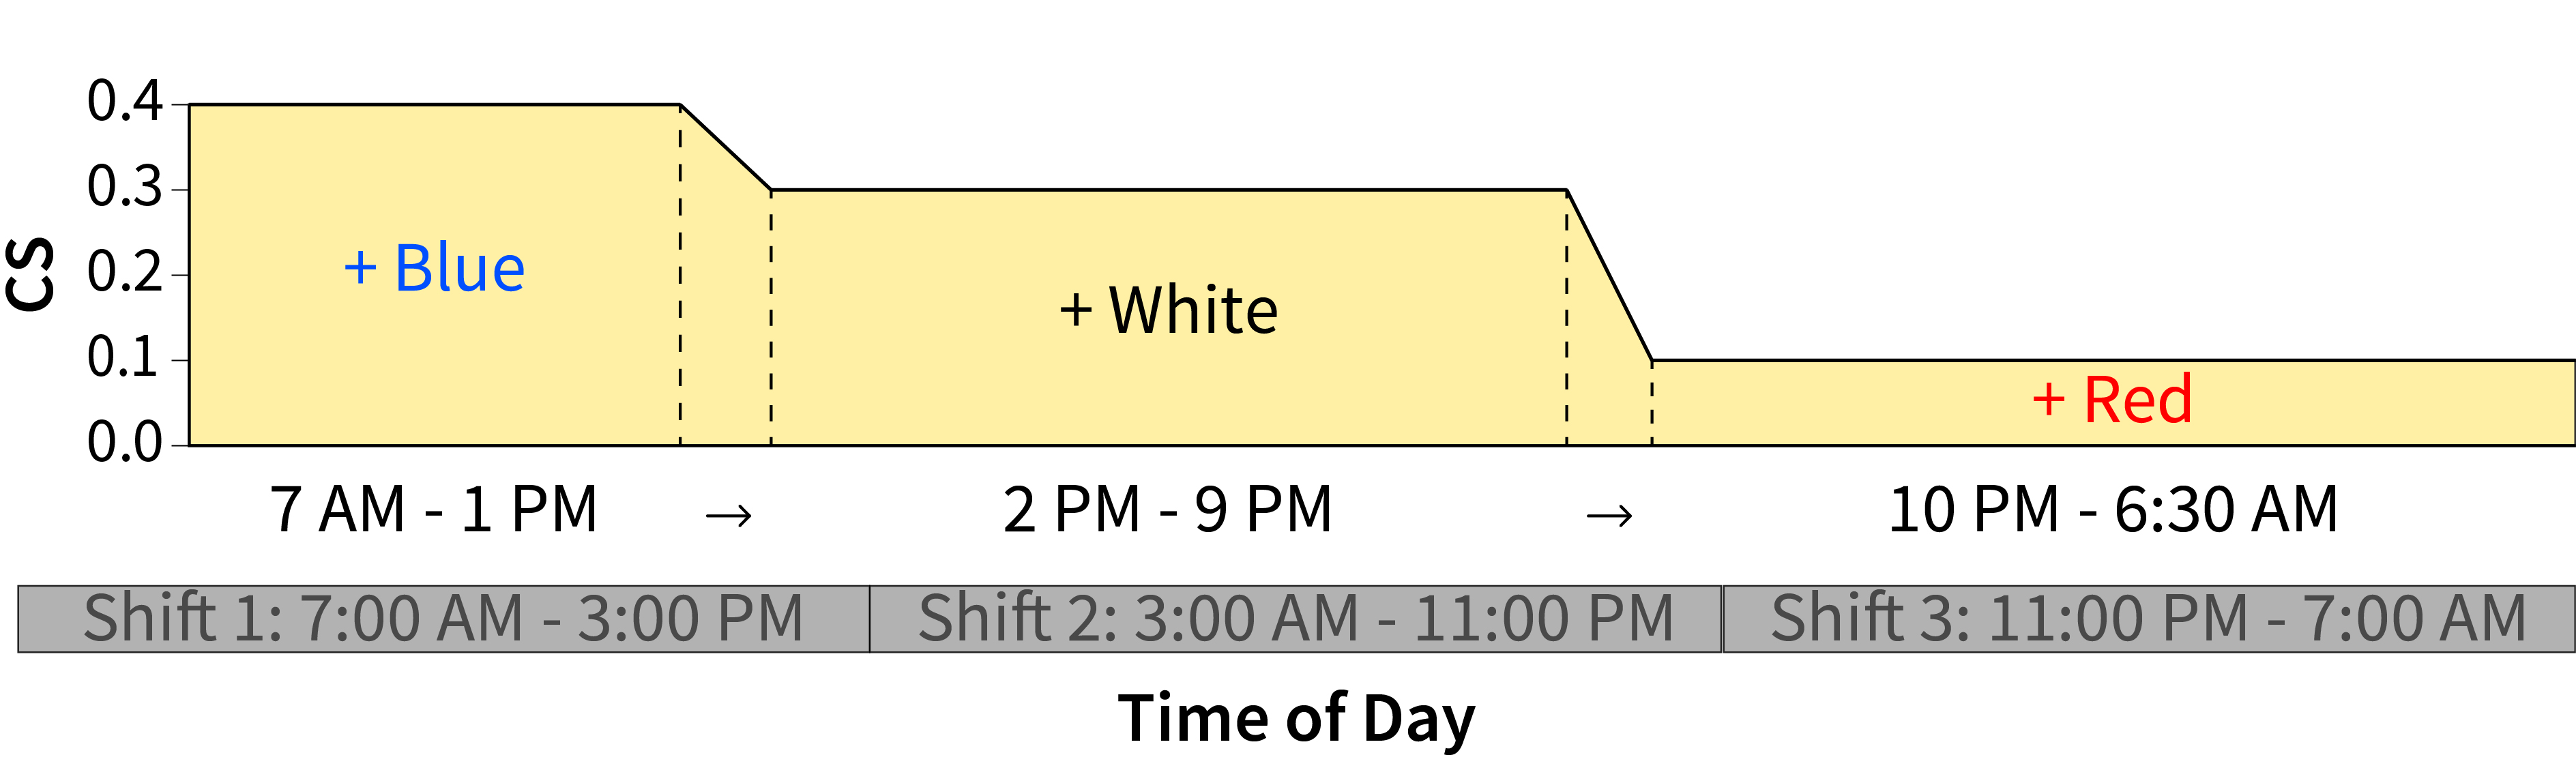 CS
0.4
0.3
0.2
0.1
0.0
+ Blue
+ White
+ Red
7 AM - 1 PM → 2 PM - 9 PM → 10 PM - 6:30 AM
Shift 1: 7:00 AM - 3:00 PM Shift 2: 3:00 AM - 11:00 PM Shift 3: 11:00 PM - 7:00 AM
Time of Day